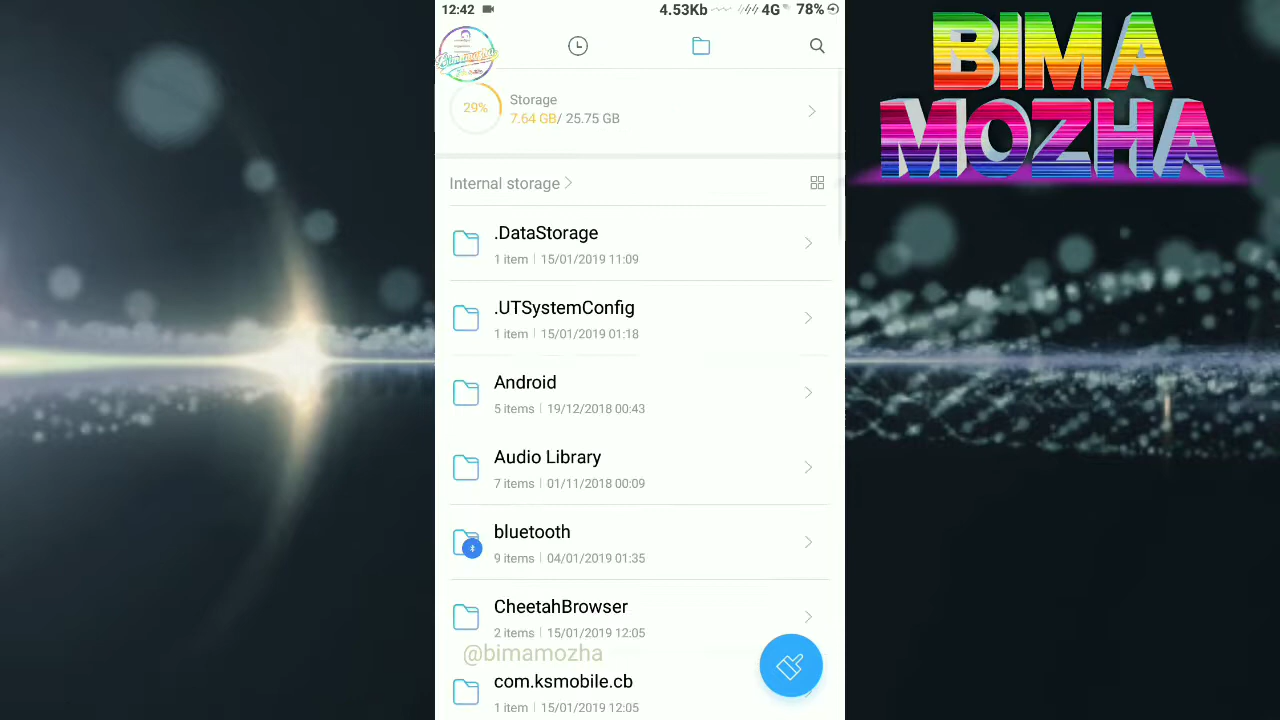 12:42
4.53Kb
4G
78%
BIMA
MOZHA
29%
Storage
7.64 GB/ 25.75 GB
Internal storage
.DataStorage
1 item | 15/01/2019 11:09
.UTSystemConfig
1 item | 15/01/2019 01:18
Android
5 items | 19/12/2018 00:43
Audio Library
7 items | 01/11/2018 00:09
bluetooth
9 items | 04/01/2019 01:35
CheetahBrowser
2 items | 15/01/2019 12:05
@bimamozha
com.ksmobile.cb
1 item | 15/01/2019 12:05